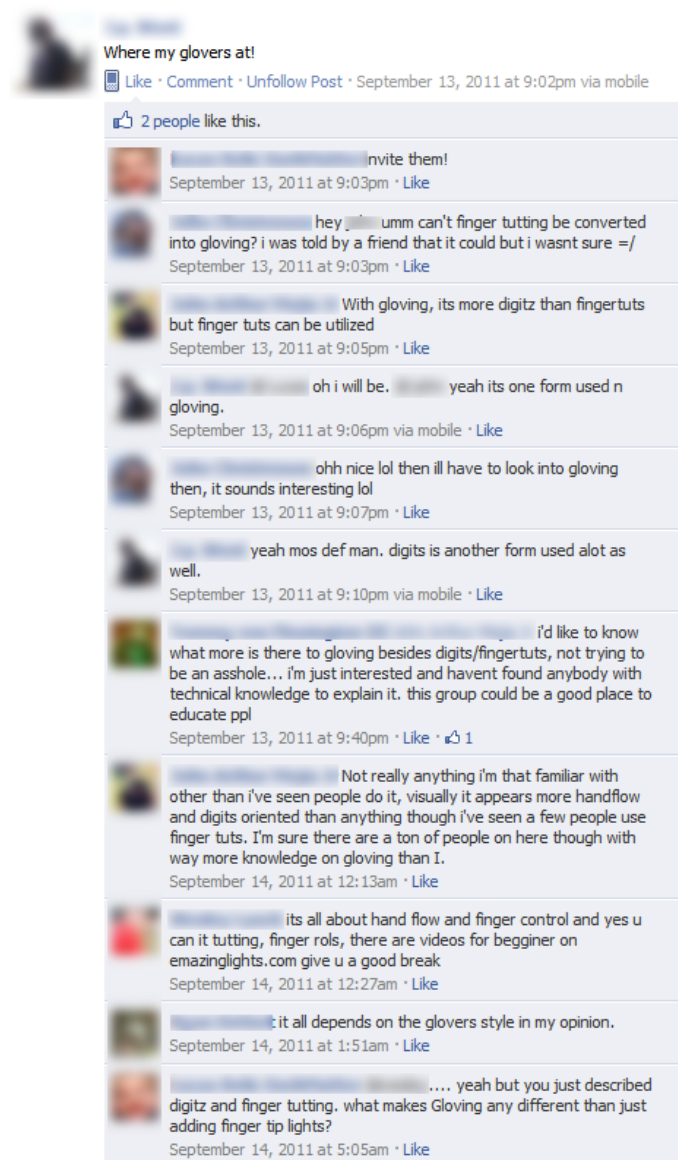 Where my glovers at!
Like · Comment · Unfollow Post · September 13, 2011 at 9:02pm via mobile
2 people like this.
nvite them!
September 13, 2011 at 9:03pm · Like
hey umm can't finger tutting be converted
into gloving? i was told by a friend that it could but i wasnt sure =/
September 13, 2011 at 9:03pm · Like
With gloving, its more digitz than fingertuts
but finger tuts can be utilized
September 13, 2011 at 9:05pm · Like
oh i will be. yeah its one form used n
gloving.
September 13, 2011 at 9:06pm via mobile · Like
ohh nice lol then ill have to look into gloving
then, it sounds interesting lol
September 13, 2011 at 9:07pm · Like
yeah mos def man. digits is another form used alot as
well.
September 13, 2011 at 9:10pm via mobile · Like
i'd like to know
what more is there to gloving besides digits/fingertuts, not trying to
be an asshole... i'm just interested and havent found anybody with
technical knowledge to explain it. this group could be a good place to
educate ppl
September 13, 2011 at 9:40pm · Like · 1
Not really anything i'm that familiar with
other than i've seen people do it, visually it appears more handflow
and digits oriented than anything though i've seen a few people use
finger tuts. I'm sure there are a ton of people on here though with
way more knowledge on gloving than I.
September 14, 2011 at 12:13am · Like
its all about hand flow and finger control and yes u
can it tutting, finger rols, there are videos for begginer on
emazinglights.com give u a good break
September 14, 2011 at 12:27am · Like
it all depends on the glovers style in my opinion.
September 14, 2011 at 1:51am · Like
.... yeah but you just described
digitz and finger tutting. what makes Gloving any different than just
adding finger tip lights?
September 14, 2011 at 5:05am · Like